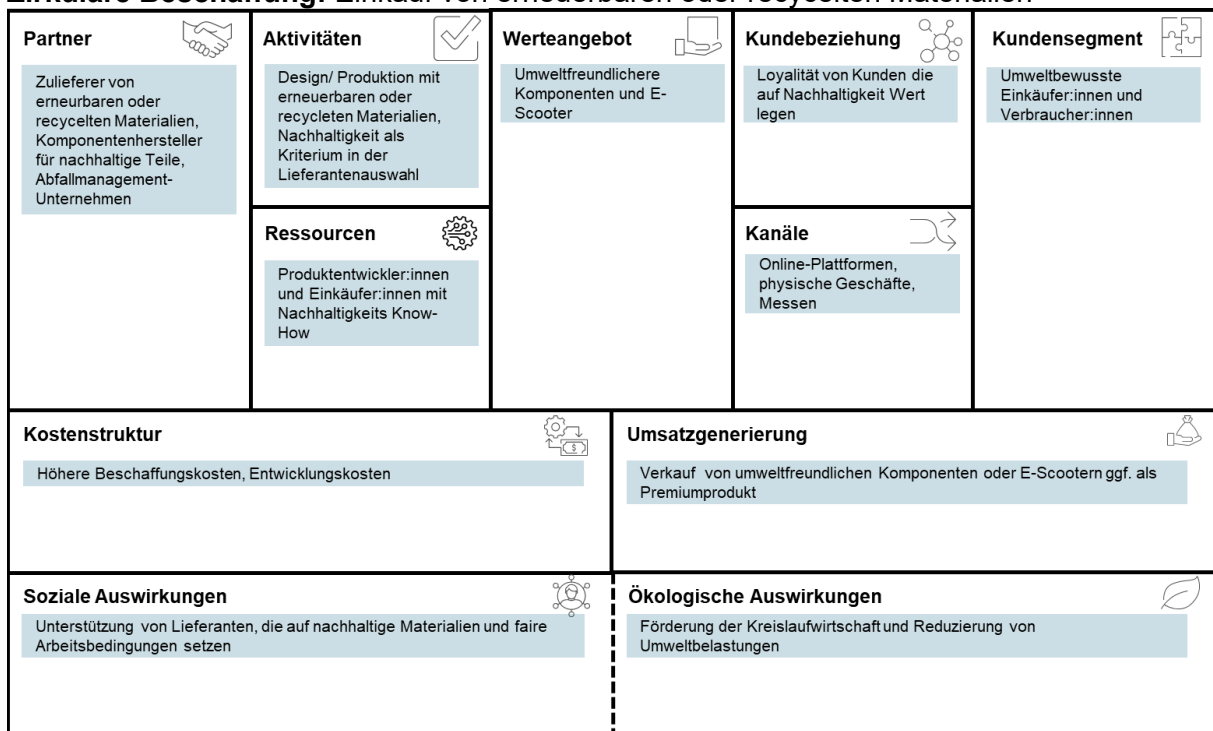 Zirkuläre Beschaffung: Einkauf von erneuerbaren oder recycelten Materialien
Partner
Zulieferer von
erneurbaren oder
recycelten Materialien,
Komponentenhersteller
für nachhaltige Teile,
Abfallmanagement-
Unternehmen
Aktivitäten
Design/ Produktion mit
erneuerbaren oder
recycleten Materialien,
Nachhaltigkeit als
Kriterium in der
Lieferantenauswahl
Ressourcen
Produktentwickler:innen
und Einkäufer:innen mit
Nachhaltigkeits Know-
How
Werteangebot
Umweltfreundlichere
Komponenten und E-
Scooter
Kundebeziehung
Loyalität von Kunden die
auf Nachhaltigkeit Wert
legen
Kanäle
Online-Plattformen,
physische Geschäfte,
Messen
Kundensegment
Umweltbewusste
Einkäufer:innen und
Verbraucher:innen
Kostenstruktur
Höhere Beschaffungskosten, Entwicklungskosten
Umsatzgenerierung
Verkauf von umweltfreundlichen Komponenten oder E-Scootern ggf. als
Premiumprodukt
Soziale Auswirkungen
Unterstützung von Lieferanten, die auf nachhaltige Materialien und faire
Arbeitsbedingungen setzen
Ökologische Auswirkungen
Förderung der Kreislaufwirtschaft und Reduzierung von
Umweltbelastungen